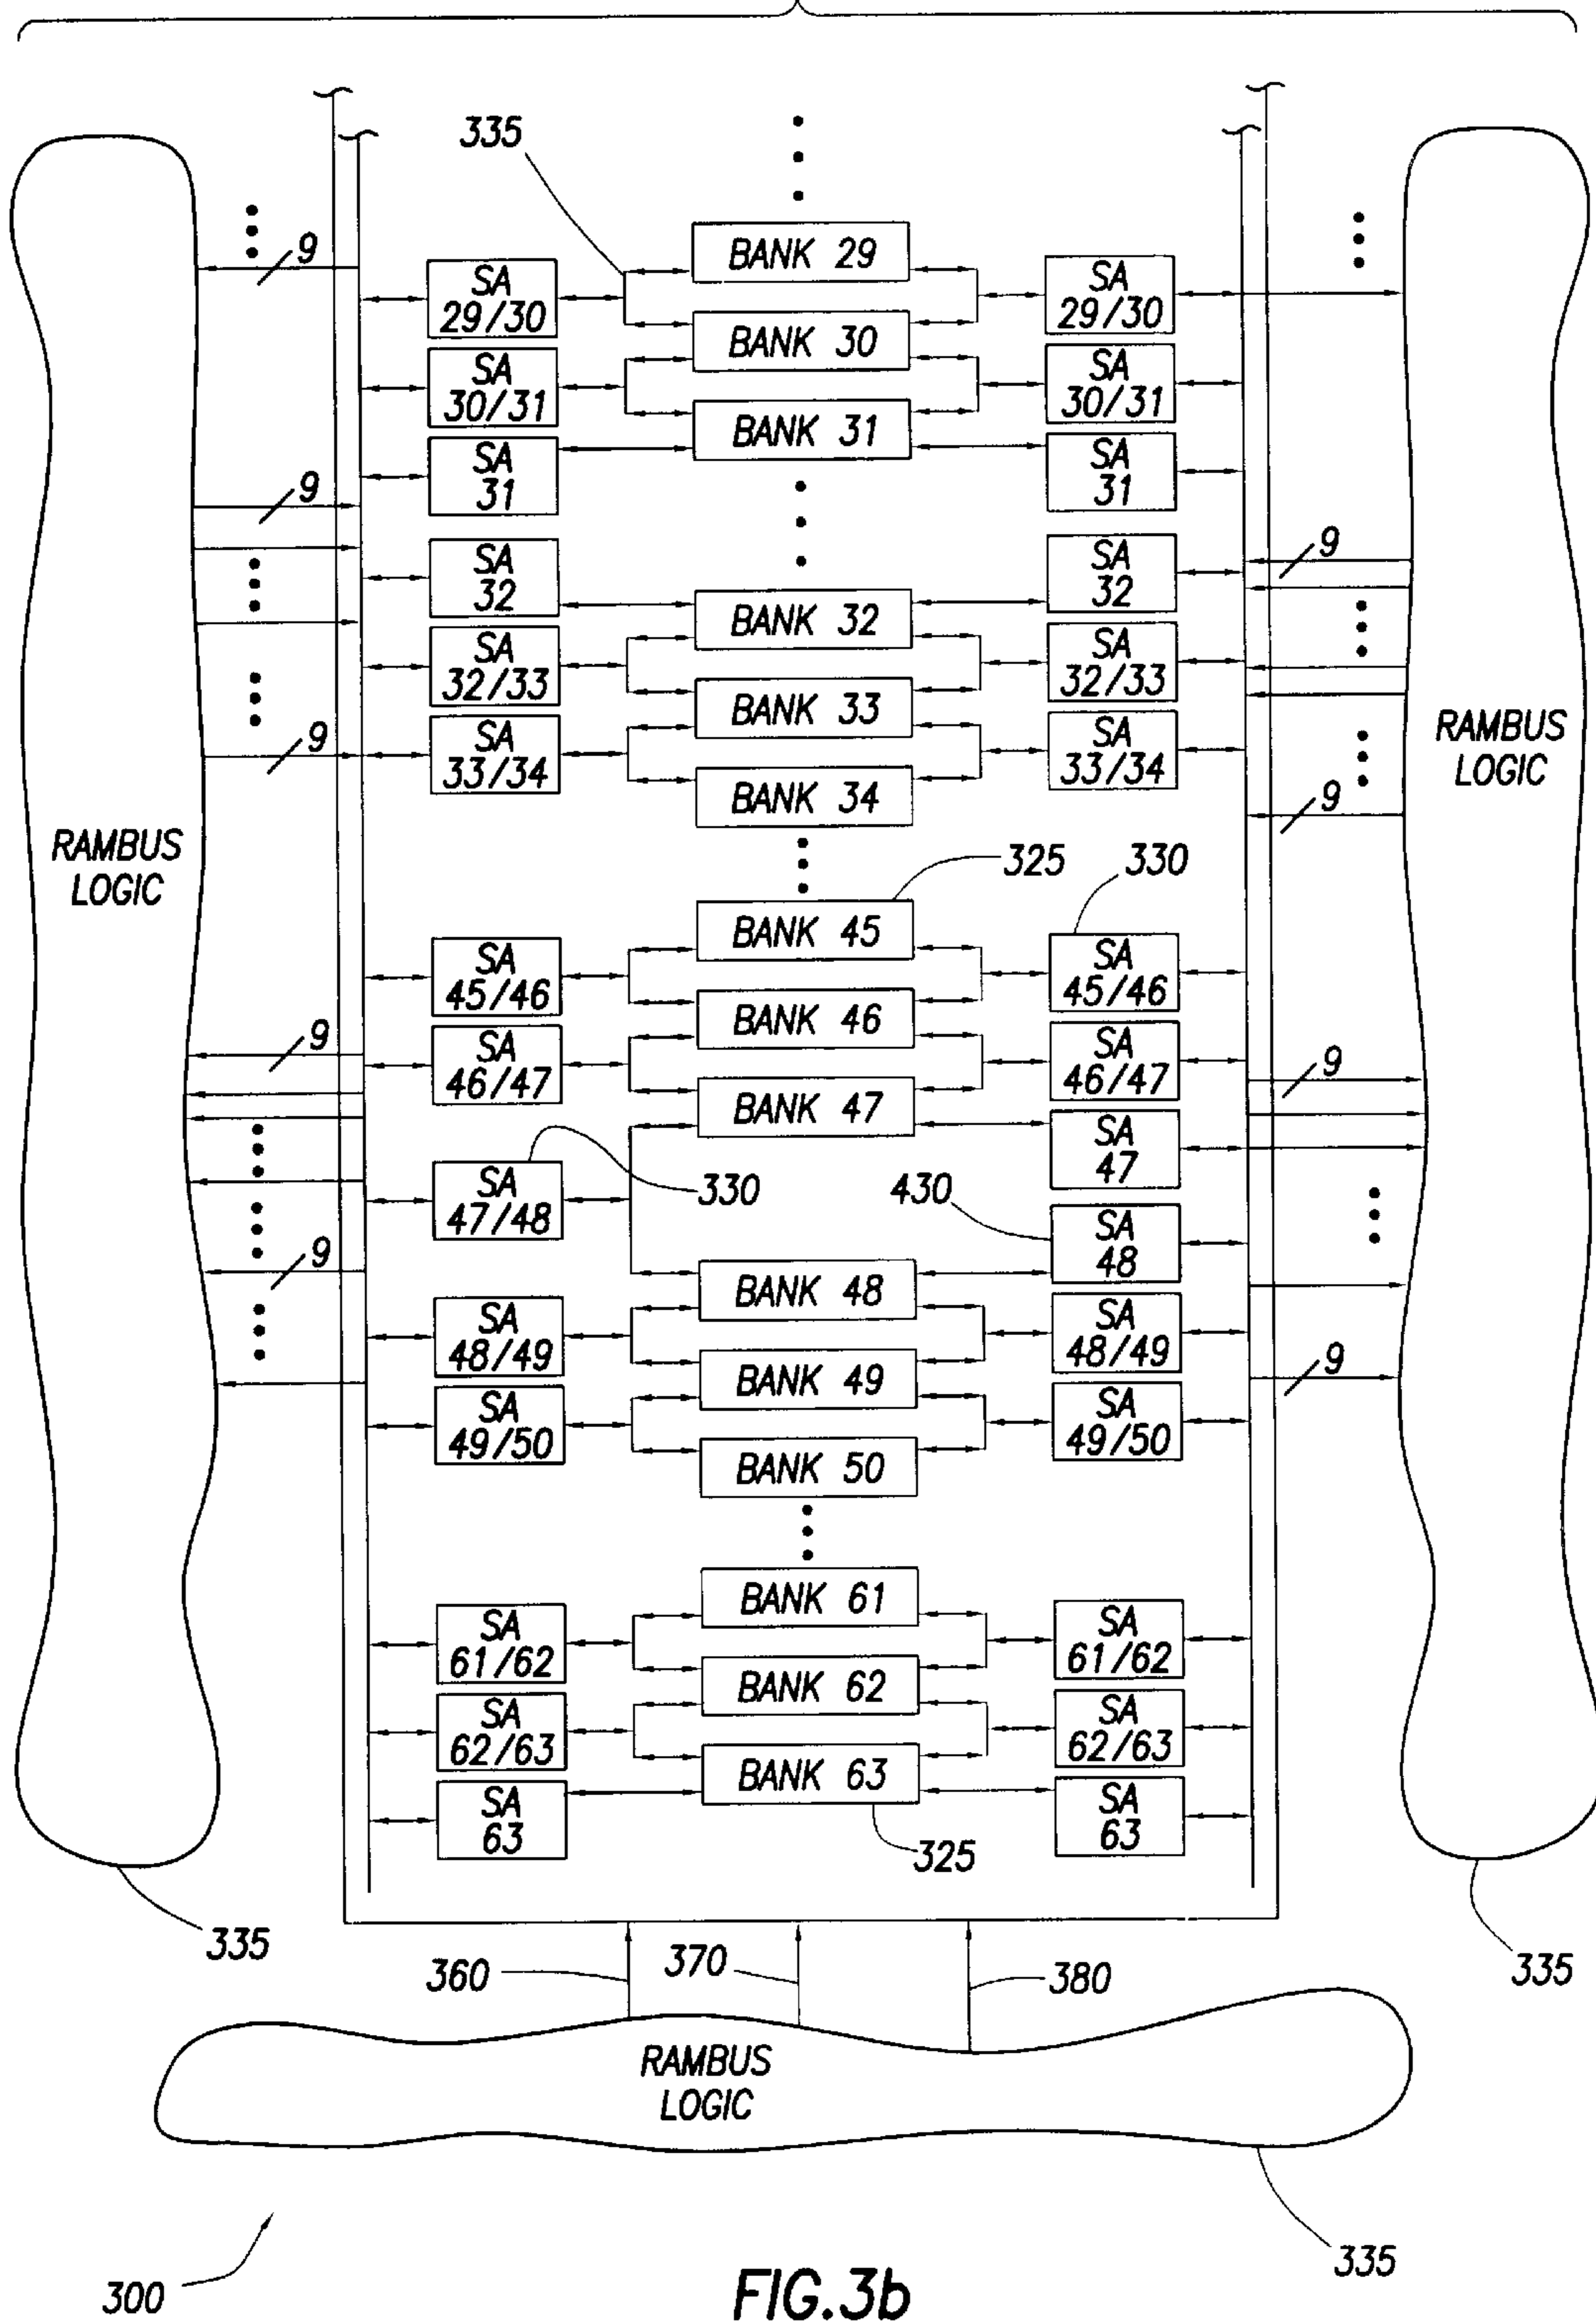 335
BANK 29
9
SA
29/30
SA
29/30
BANK 30
SA
30/31
SA
30/31
BANK 31
SA
31
SA
31
9
SA
32
SA
32
9
BANK 32
SA
32/33
SA
32/33
BANK 33
SA
33/34
SA
33/34
9
BANK 34
9
RAMBUS
LOGIC
RAMBUS
LOGIC
325
330
BANK 45
SA
45/46
SA
45/46
BANK 46
9
SA
46/47
SA
46/47
9
BANK 47
SA
47
SA
47/48
330
430
SA
48
9
BANK 48
SA
48/49
SA
48/49
BANK 49
9
SA
49/50
SA
49/50
BANK 50
BANK 61
SA
61/62
SA
61/62
BANK 62
SA
62/63
SA
62/63
BANK 63
SA
63
SA
63
325
335
335
360
370
380
RAMBUS
LOGIC
335
300
FIG.3b